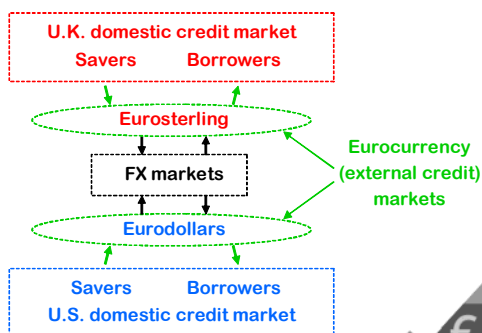 U.K. domestic credit market
Savers Borrowers
Eurosterling
FX markets
Eurocurrency
(external credit)
markets
Eurodollars
Savers Borrowers
U.S. domestic credit market
£